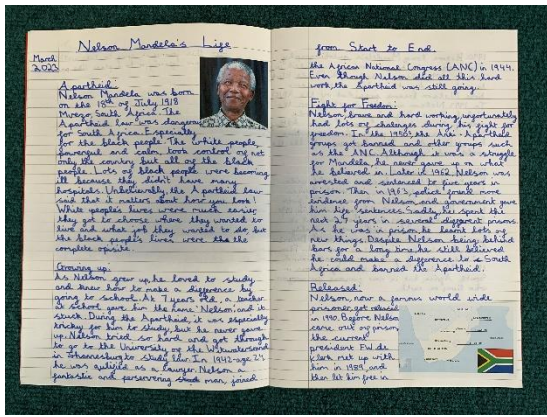 Nelson Mandela's Life
March
2023
Apartheid:
Nelson Mandela was born
on the 18th of July 1918
Mvezo, South Africa. The
Apartheid law was dangerous
for South Africa. Especially
for the black people. The white people,
powerful and calm, took control of not
only the country but all of the black
people. Lots of black people were becoming
ill because they didn't have many
hospitals. Unbelievably, the Apartheid law
said that it matters about how you look!
White people's lives were much easier,
they got to choose where they wanted to
live and what job they wanted to do, but
the black people's lives were the
complete opisite
Growing up:
As Nelson grew up, he loved to study
and knew how to make a difference by
going to school. At 7 years old, a teacher
at school gave him the name Nelson and it
stuck. During the Apartheid, it was especially
tricky for him to study, but he never gave
up. Nelson tried so hard and got through
to go to the University of the Witwatersrand
in Johannesburg to study law. In 1942-age 24
he was qulified as a lawyer. Nelson a
fantastic and persevering man, joined
from Start to End.
the African National Congress (ANC) in 1944.
Even though Nelson did all this hard
work, the Apartheid was still going.
Fight for Freedom:
Nelson, brave and hard working, unfortunately
had lots of challenges during his fight for
freedom. In the 1950s, the Anti-Apartheid
groups got banned and other groups such
as the ANC. Although it was a struggle
for Mandela, he never gave up on what
he believed in. Later in 1962, Nelson was
arrested and sentenced to five years in
prison. Then in police found more
evidence from Nelson and government gave
him life sentences. Sadly, he spent the
next 27 years in several different prisons.
As he was in prison, he learnt lots of
new things. Despite Nelson being behind
bars for a long time, he still believed
he could make a difference to South
Africa and banned the Apartheid.
Released:
Nelson, now a famous world wide
prisoner, got released
in 1990. Before Nelson
came out of prison
the current
president F.W. de
klerk met up with
him in 1989, and
then let him free in